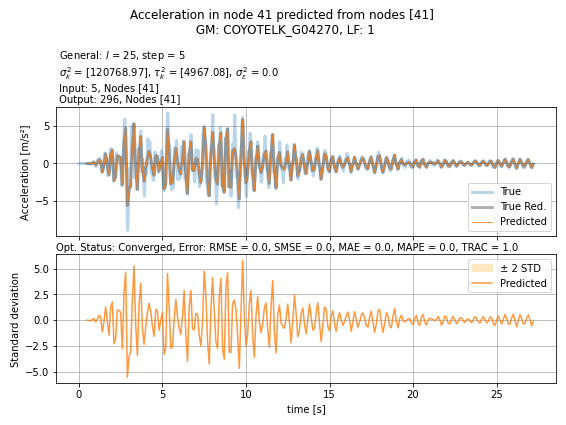 Acceleration in node 41 predicted from nodes [41]
GM: COYOTELK_G04270, LF: 1
General: l = 25, step = 5
σ²ₖ = [120768.97], τ²ₖ = [4967.08], σ²ε = 0.0
Input: 5, Nodes [41]
Output: 296, Nodes [41]
Acceleration [m/s²]
5
0
−5
True
True Red.
Predicted
Opt. Status: Converged, Error: RMSE = 0.0, SMSE = 0.0, MAE = 0.0, MAPE = 0.0, TRAC = 1.0
Standard deviation
5.0
2.5
0.0
−2.5
−5.0
± 2 STD
Predicted
0 5 10 15 20 25
time [s]